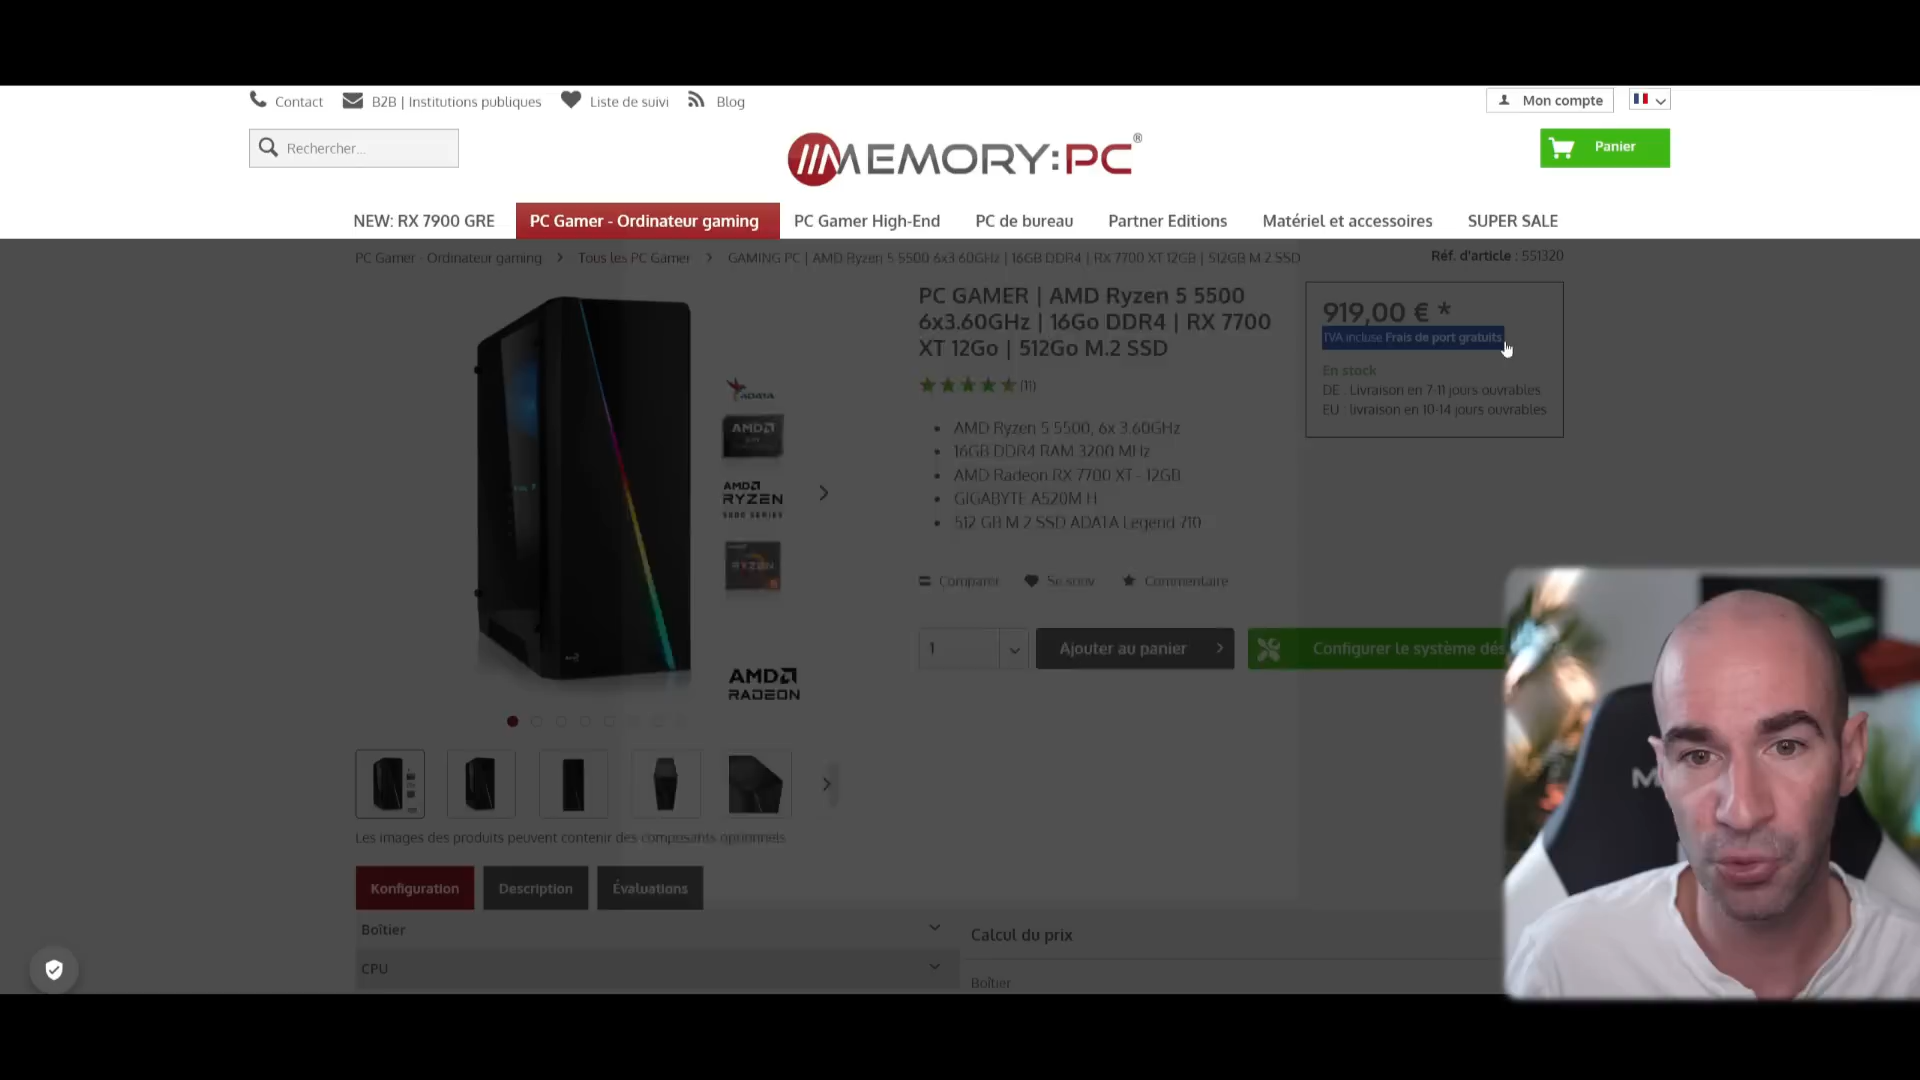 Contact
B2B | Institutions publiques
Liste de suivi
Blog
Mon compte
Rechercher...
MEMORY:PC®
Panier
NEW: RX 7900 GRE
PC Gamer - Ordinateur gaming
PC Gamer High-End
PC de bureau
Partner Editions
Matériel et accessoires
SUPER SALE
PC Gamer - Ordinateur gaming
Tous les PC Gamer
GAMING PC | AMD Ryzen 5 5500 6x3.60GHz | 16GB DDR4 | RX 7700 XT 12GB | 512GB M.2 SSD
Réf. d'article : 551320
PC GAMER | AMD Ryzen 5 5500
6x3.60GHz | 16Go DDR4 | RX 7700
XT 12Go | 512Go M.2 SSD
(11)
919,00 € *
TVA incluse Frais de port gratuits
En stock
DE : Livraison en 7-11 jours ouvrables
EU : livraison en 10-14 jours ouvrables
ADATA
AMD
AMD
RYZEN
5000 SERIES
RYZEN
AMD
RADEON
AMD Ryzen 5 5500, 6x 3.60GHz
16GB DDR4 RAM 3200 MHz
AMD Radeon RX 7700 XT - 12GB
GIGABYTE A520M H
512 GB M.2 SSD ADATA Legend 710
Comparer
Se souv
Commentaire
1
Ajouter au panier
Configurer le système dés
Les images des produits peuvent contenir des composants optionnels
Konfiguration
Description
Évaluations
Boîtier
CPU
Calcul du prix
Boîtier